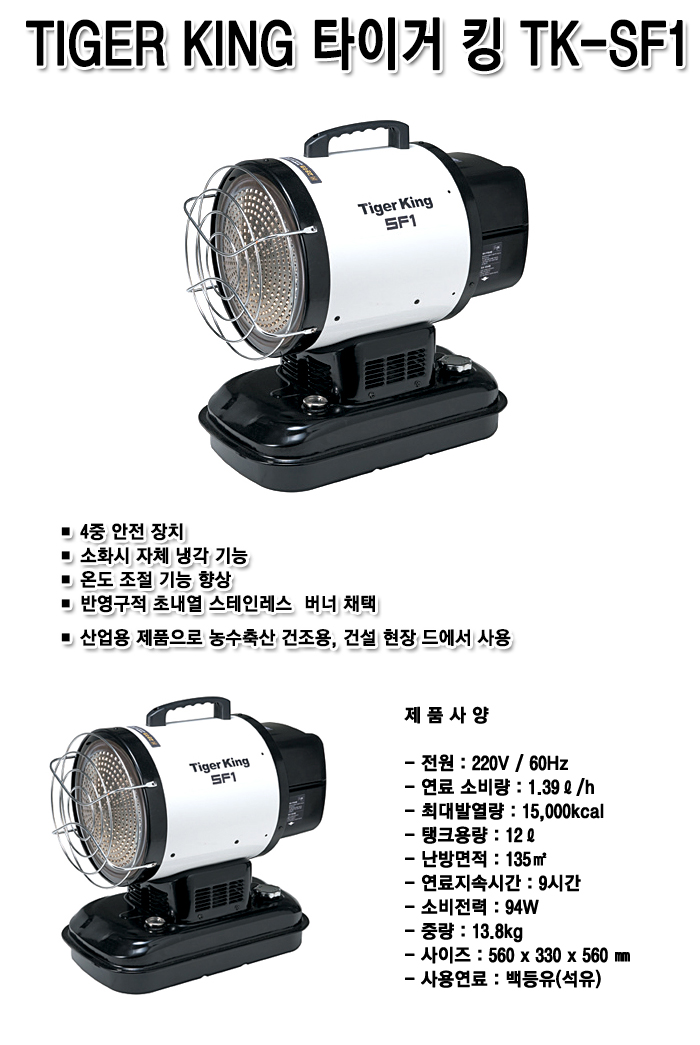 TIGER KING 타이거 킹 TK-SF1
Tiger King
SF1
■ 4중 안전 장치
■ 소화시 자체 냉각 기능
■ 온도 조절 기능 향상
■ 반영구적 초내열 스테인레스 버너 채택
■ 산업용 제품으로 농수축산 건조용, 건설 현장 드에서 사용
Tiger King
SF1
제 품 사 양
- 전원 : 220V / 60Hz
- 연료 소비량 : 1.39ℓ/h
- 최대발열량 : 15,000kcal
- 탱크용량 : 12ℓ
- 난방면적 : 135㎡
- 연료지속시간 : 9시간
- 소비전력 : 94W
- 중량 : 13.8kg
- 사이즈 : 560 x 330 x 560 ㎜
- 사용연료 : 백등유(석유)